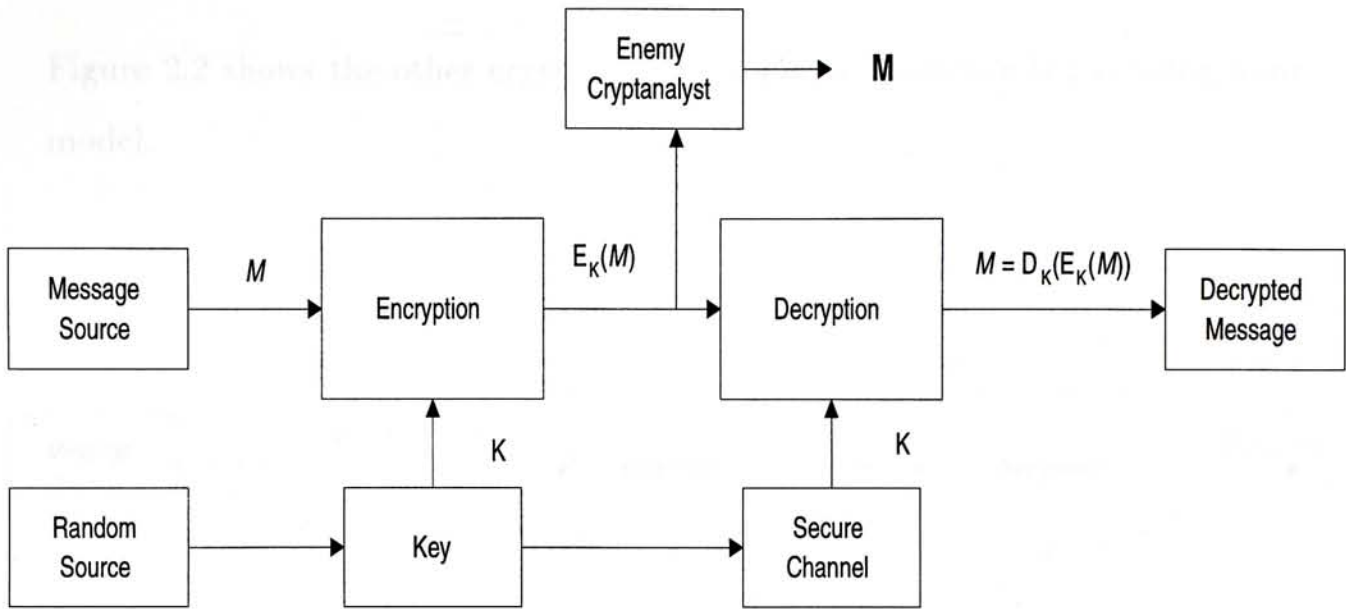 Figure 2.2 shows the other
model.
Enemy
Cryptanalyst
M
Message
Source
M
Encryption
E_K(M)
Decryption
M = D_K(E_K(M))
Decrypted
Message
K
K
Random
Source
Key
Secure
Channel